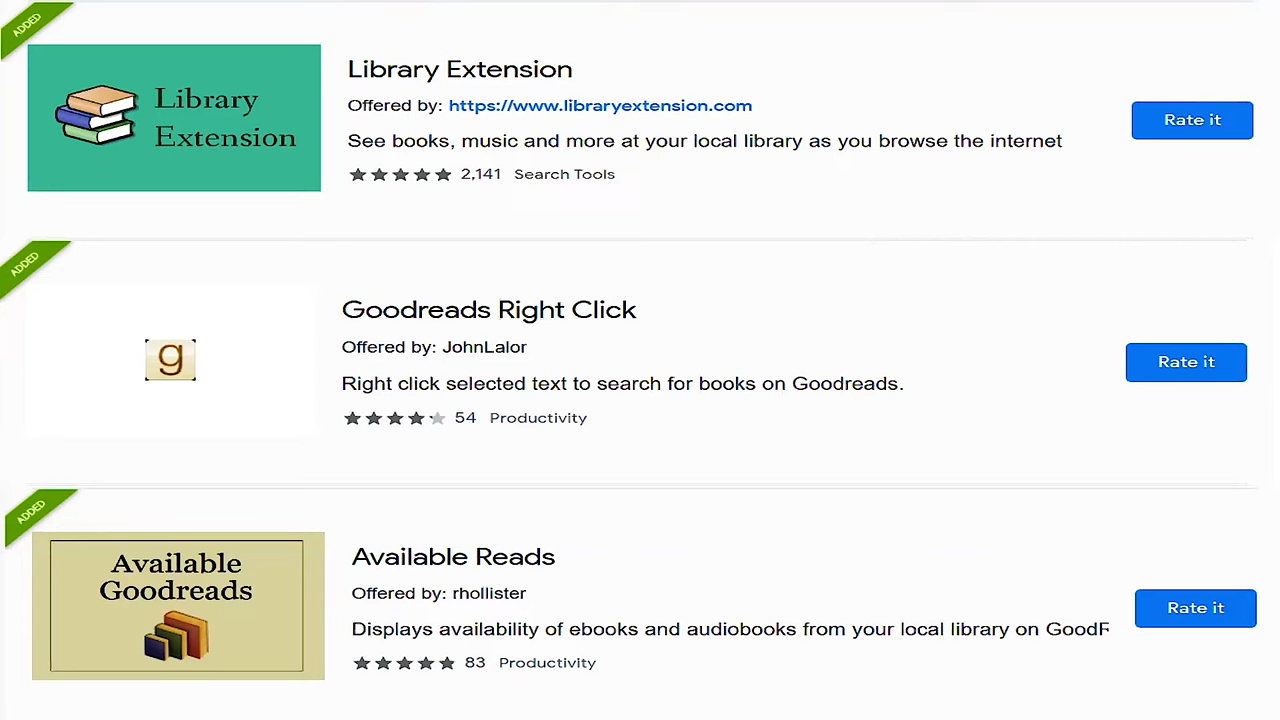 ADDED
Library
Extension
Library Extension
Offered by: https://www.libraryextension.com
See books, music and more at your local library as you browse the internet
2,141 Search Tools
Rate it
ADDED
g
Goodreads Right Click
Offered by: JohnLalor
Right click selected text to search for books on Goodreads.
54 Productivity
Rate it
ADDED
Available
Goodreads
Available Reads
Offered by: rhollister
Displays availability of ebooks and audiobooks from your local library on GoodF
83 Productivity
Rate it